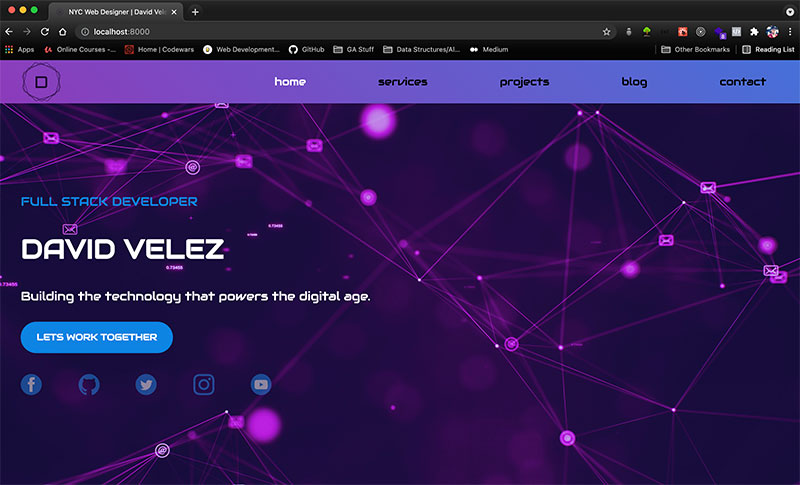 NYC Web Designer | David Vele
localhost:8000
Apps
Online Courses -...
Home | Codewars
Web Development...
GitHub
GA Stuff
Data Structures/Al...
Medium
Other Bookmarks
Reading List
home
services
projects
blog
contact
FULL STACK DEVELOPER
0.73455
DAVID VELEZ
0.73455
0.73455
Building the technology that powers the digital age.
LETS WORK TOGETHER